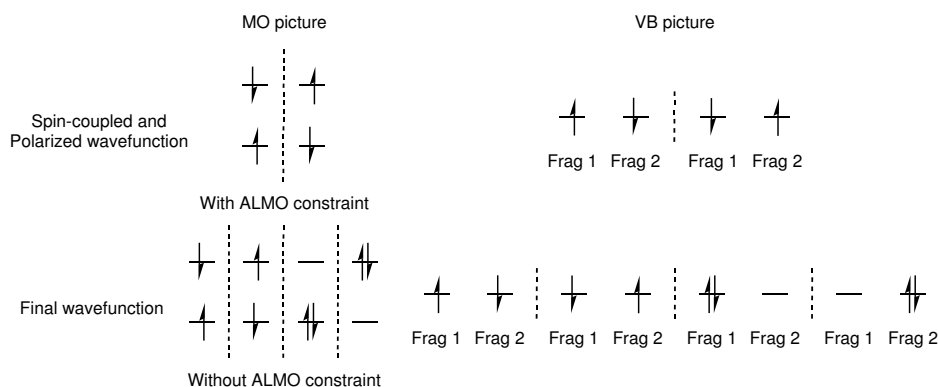 MO picture
VB picture
Spin-coupled and
Polarized wavefunction
Frag 1 Frag 2 Frag 1 Frag 2
With ALMO constraint
Final wavefunction
Frag 1 Frag 2 Frag 1 Frag 2 Frag 1 Frag 2 Frag 1 Frag 2
Without ALMO constraint